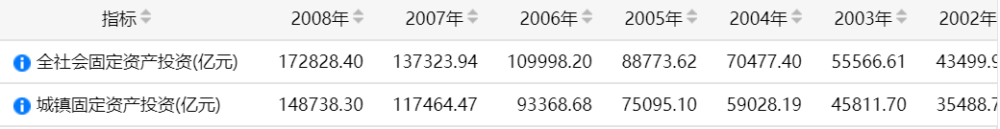 指标 2008年 2007年 2006年 2005年 2004年 2003年 2002年
全社会固定资产投资(亿元) 172828.40 137323.94 109998.20 88773.62 70477.40 55566.61 43499.9
城镇固定资产投资(亿元) 148738.30 117464.47 93368.68 75095.10 59028.19 45811.70 35488.7